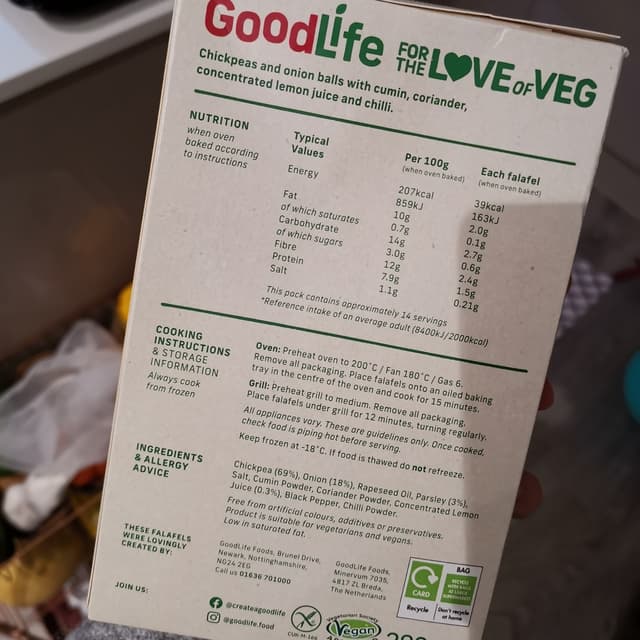 GoodLife FOR THE LOVE OF VEG
Chickpeas and onion balls with cumin, coriander,
concentrated lemon juice and chilli.
NUTRITION
when oven
baked according
to instructions
Typical
Values
Per 100g
(when oven baked)
Each falafel
(when oven baked)
Energy 207kcal 39kcal
859kJ 163kJ
Fat 10g 2.0g
of which saturates 0.7g 0.1g
Carbohydrate 14g 2.7g
of which sugars 3.0g 0.6g
Fibre 12g 2.4g
Protein 7.9g 1.5g
Salt 1.1g 0.21g
This pack contains approximately 14 servings
*Reference intake of an average adult (8400kJ/2000kcal)
COOKING
INSTRUCTIONS
& STORAGE
INFORMATION
Always cook
from frozen
Oven: Preheat oven to 200°C / Fan 180°C / Gas 6.
Remove all packaging. Place falafels onto an oiled baking
tray in the centre of the oven and cook for 15 minutes.
Grill: Preheat grill to medium. Remove all packaging.
Place falafels under grill for 12 minutes, turning regularly.
All appliances vary. These are guidelines only. Once cooked,
check food is piping hot before serving.
Keep frozen at -18°C. If food is thawed do not refreeze.
INGREDIENTS
& ALLERGY
ADVICE
Chickpea (69%), Onion (18%), Rapeseed Oil, Parsley (3%),
Salt, Cumin Powder, Coriander Powder, Concentrated Lemon
Juice (0.3%), Black Pepper, Chilli Powder.
Free from artificial colours, additives or preservatives.
Product is suitable for vegetarians and vegans.
Low in saturated fat.
THESE FALAFELS
WERE LOVINGLY
CREATED BY:
GoodLife Foods, Brunel Drive,
Newark, Nottinghamshire,
NG24 2EG
Call us 01636 701000
GoodLife Foods,
Minervum 7035,
4817 ZL Breda,
The Netherlands
CARD
Recycle
BAG
RECYCLE
WITH BAGS
AT LARGE
SUPERMARKET
Don't recycle
at home
JOIN US:
@createagoodlife
@goodlife.food
Vegetarian Society
Vegan